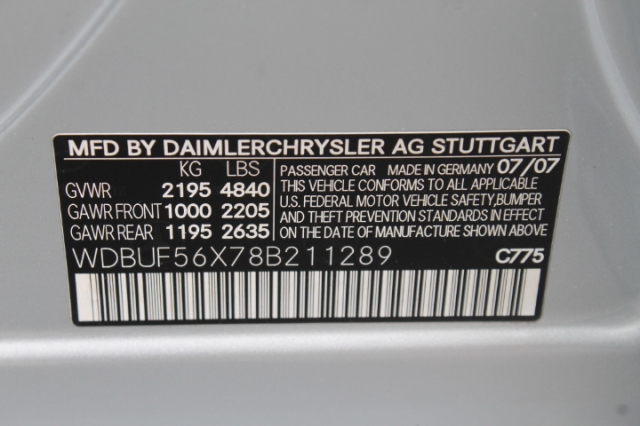 MFD BY DAIMLERCHRYSLER AG STUTTGART
KG LBS
GVWR 2195 4840
GAWR FRONT 1000 2205
GAWR REAR 1195 2635
PASSENGER CAR MADE IN GERMANY 07/07
THIS VEHICLE CONFORMS TO ALL APPLICABLE
U.S. FEDERAL MOTOR VEHICLE SAFETY,BUMPER
AND THEFT PREVENTION STANDARDS IN EFFECT
ON THE DATE OF MANUFACTURE SHOWN ABOVE
WDBUF56X78B211289
C775